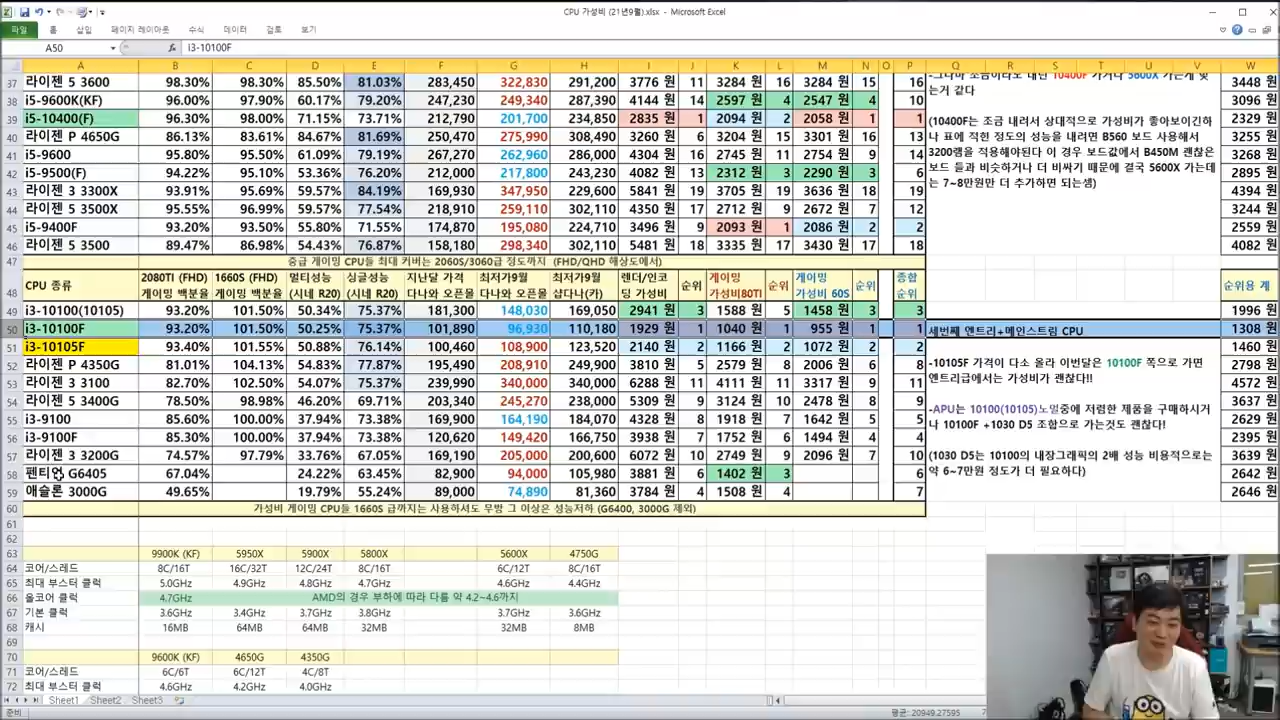 CPU 가성비 (21년9월).xlsx - Microsoft Excel
파일 홈 삽입 페이지 레이아웃 수식 데이터 검토 보기
A50 fx i3-10100F
A B C D E F G H I J K L M N O P Q R S T U V W
37 라이젠 5 3600 98.30% 98.30% 85.50% 81.03% 283,450 322,830 291,200 3776 원 11 3284 원 16 3284 원 15 16 3448 원
38 i5-9600K(KF) 96.00% 97.90% 60.17% 79.20% 247,230 249,340 287,390 4144 원 14 2597 원 4 2547 원 4 10 3096 원
39 i5-10400(F) 96.30% 98.00% 71.15% 73.71% 212,790 201,700 234,850 2835 원 1 2094 원 2 2058 원 1 1 2329 원
40 라이젠 P 4650G 86.13% 83.61% 84.67% 81.69% 250,470 275,990 308,490 3260 원 6 3204 원 15 3301 원 16 13 3255 원
41 i5-9600 95.80% 95.50% 61.09% 79.19% 267,270 262,960 286,000 4304 원 16 2745 원 11 2754 원 9 14 3268 원
42 i5-9500(F) 94.22% 95.10% 53.36% 76.20% 212,000 217,800 243,270 4082 원 13 2312 원 3 2290 원 3 6 2895 원
43 라이젠 3 3300X 93.91% 95.69% 59.57% 84.19% 169,930 347,950 301,110 5841 원 19 3705 원 19 3636 원 18 19 4394 원
44 라이젠 5 3500X 95.55% 96.99% 59.57% 77.54% 218,910 259,110 302,110 4350 원 17 2712 원 9 2672 원 7 12 3244 원
45 i5-9400F 93.20% 93.50% 55.80% 71.55% 174,870 195,080 224,710 3496 원 9 2093 원 1 2086 원 2 2 2559 원
46 라이젠 5 3500 89.47% 86.98% 54.43% 76.87% 158,180 298,340 302,110 5481 원 18 3335 원 17 3430 원 17 18 4082 원
-그나마 조금이라도 내린 10400F 가거나 5600X 가는게 맞
는거 같다
(10400F는 조금 내려서 상대적으로 가성비가 좋아보이긴하
나 표에 적힌 정도의 성능을 내려면 B560 보드 사용해서
3200램을 적용해야된다 이 경우 보드값에서 B450M 괜찮은
보드 들과 비슷하거나 더 비싸기 때문에 결국 5600X 가는데
는 7~8만원만 더 추가하면 되는셈)
47 중급 게이밍 CPU들 최대 커버는 2060S/3060급 정도까지 (FHD/QHD 해상도에서)
48 CPU 종류 2080TI (FHD) 게이밍 백분율 1660S (FHD) 게이밍 백분율 멀티성능 (시네 R20) 싱글성능 (시네 R20) 지난달 가격 다나와 오픈몰 최저가9월 다나와 오픈몰 최저가9월 샵다나(카) 렌더/인코딩 가성비 순위 게이밍 가성비80TI 순위 게이밍 가성비 60S 순위 종합 순위 순위용 계
49 i3-10100(10105) 93.20% 101.50% 50.34% 75.37% 181,300 148,030 169,050 2941 원 3 1588 원 5 1458 원 3 3 1996 원
50 i3-10100F 93.20% 101.50% 50.25% 75.37% 101,890 96,930 110,180 1929 원 1 1040 원 1 955 원 1 1 세번째 엔트리+메인스트림 CPU 1308 원
51 i3-10105F 93.40% 101.55% 50.88% 76.14% 100,460 108,900 123,520 2140 원 2 1166 원 2 1072 원 2 2 1460 원
52 라이젠 P 4350G 81.01% 104.13% 54.83% 77.87% 195,490 208,910 249,900 3810 원 5 2579 원 8 2006 원 6 8 2798 원
53 라이젠 3 3100 82.70% 102.50% 54.07% 75.37% 239,990 340,000 340,000 6288 원 11 4111 원 11 3317 원 9 11 4572 원
54 라이젠 5 3400G 78.50% 98.98% 46.20% 69.71% 203,540 245,270 238,000 5309 원 9 3124 원 10 2478 원 8 9 3637 원
55 i3-9100 85.60% 100.00% 37.94% 73.38% 169,900 164,190 184,070 4328 원 8 1918 원 7 1642 원 5 5 2629 원
56 i3-9100F 85.30% 100.00% 37.94% 73.38% 120,620 149,420 166,750 3938 원 7 1752 원 6 1494 원 4 4 2395 원
57 라이젠 3 3200G 77.56% 98.00% 33.72% 67.05% 169,190 205,000 200,000 6072 원 10 2749 원 9 2096 원 7 10 3639 원
58 펜티엄 G6405 67.04% 24.22% 63.45% 82,900 94,000 105,980 3881 원 6 1402 원 3 6 2642 원
59 애슬론 3000G 49.65% 19.79% 55.24% 89,000 74,890 81,360 3784 원 4 1508 원 4 7 2646 원
-10105F 가격이 다소 올라 이번달은 10100F 쪽으로 가면
엔트리급에서는 가성비가 괜찮다!!
-APU는 10100(10105)노멀중에 저렴한 제품을 구매하시거
나 10100F +1030 D5 조합으로 가는것도 괜찮다!
(1030 D5는 10100의 내장그래픽의 2배 성능 비용적으로는
약 6~7만원 정도가 더 필요하다)
60 가성비 게이밍 CPU들 1660S 급까지는 사용하셔도 무방 그 이상은 성능저하 (G6400, 3000G 제외)
61
62
63 9900K (KF) 5950X 5900X 5800X 5600X 4750G
64 코어/스레드 8C/16T 16C/32T 12C/24T 8C/16T 6C/12T 8C/16T
65 최대 부스터 클럭 5.0GHz 4.9GHz 4.8GHz 4.7GHz 4.6GHz 4.4GHz
66 올코어 클럭 4.7GHz AMD의 경우 부하에 따라 다름 약 4.2~4.6까지
67 기본 클럭 3.6GHz 3.4GHz 3.7GHz 3.8GHz 3.7GHz 3.6GHz
68 캐시 16MB 64MB 64MB 32MB 32MB 8MB
69
70 9600K (KF) 4650G 4350G
71 코어/스레드 6C/6T 6C/12T 4C/8T
72 최대 부스터 클럭 4.6GHz 4.2GHz 4.0GHz
Sheet1 Sheet2 Sheet3
준비 평균: 20949.27595